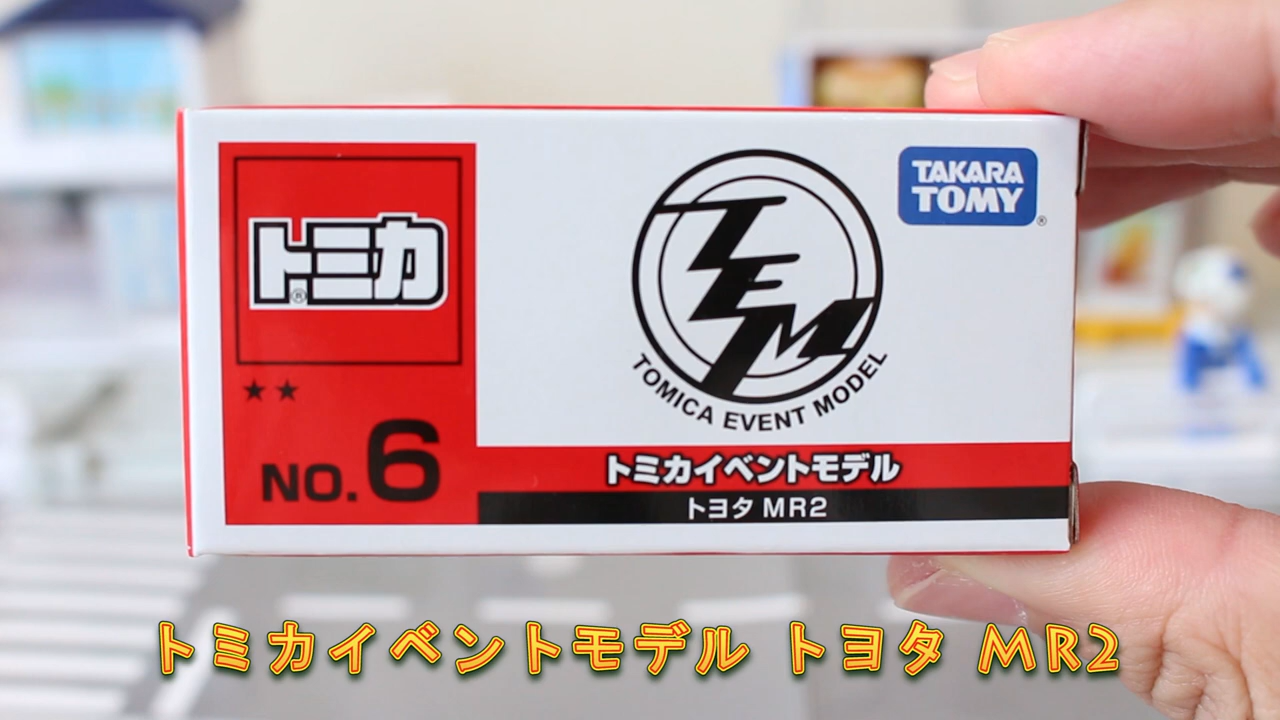 トミカ
®
★★
NO.6
TEM
TOMICA EVENT MODEL
TAKARA
TOMY
®
トミカイベントモデル
トヨタ MR2
トミカイベントモデル トヨタ MR2